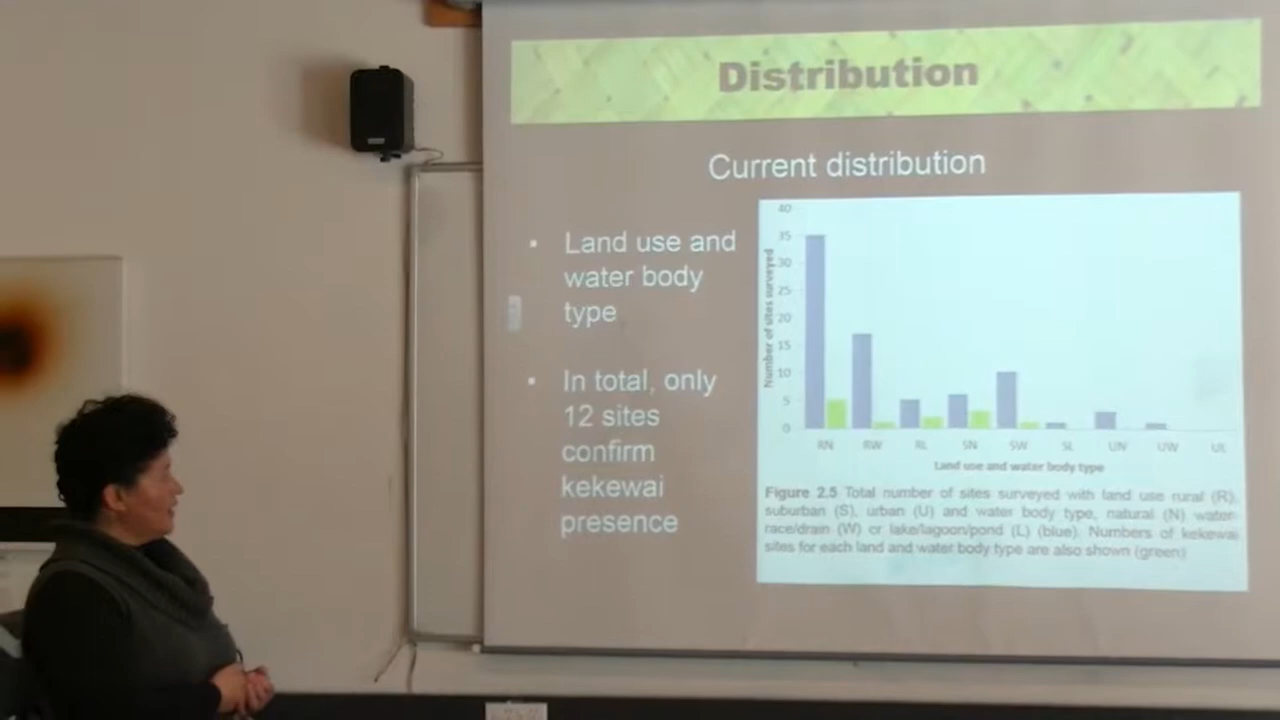 Distribution
Current distribution
▪ Land use and
water body
type
▪ In total, only
12 sites
confirm
kekewai
presence
Number of sites surveyed
40
35
30
25
20
15
10
5
0
RN RW RL SN SW SL UN UW UL
Land use and water body type
Figure 2.5 Total number of sites surveyed with land use rural (R),
suburban (S), urban (U) and water body type, natural (N) water-
race/drain (W) or lake/lagoon/pond (L) (blue). Numbers of kekewai
sites for each land and water body type are also shown (green)